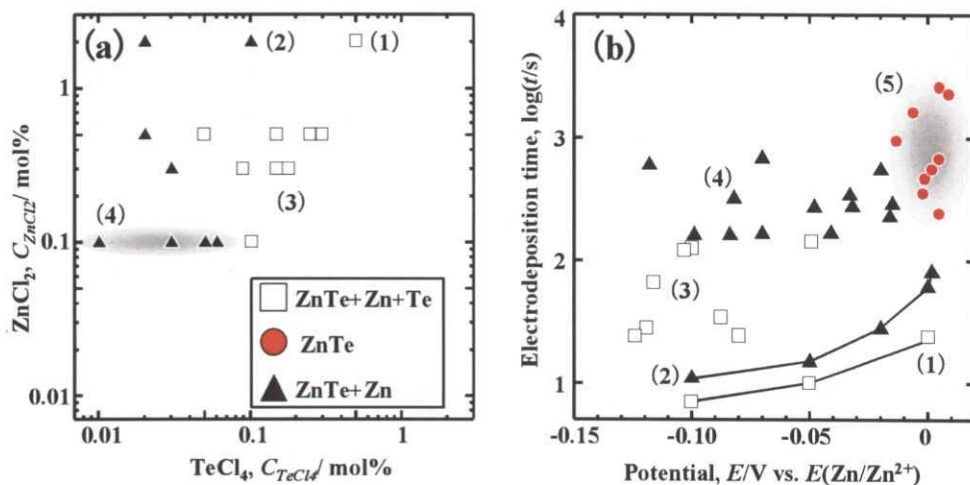 (a)
(2)
(1)
(3)
(4)
1
0.1
0.01
ZnCl2, CZnCl2/ mol%
ZnTe+Zn+Te
ZnTe
ZnTe+Zn
0.01
0.1
1
TeCl4, CTeCl4/ mol%
(b)
(5)
(4)
(3)
(2)
(1)
4
3
2
1
Electrodeposition time, log(t/s)
-0.15
-0.10
-0.05
0
Potential, E/V vs. E(Zn/Zn2+)